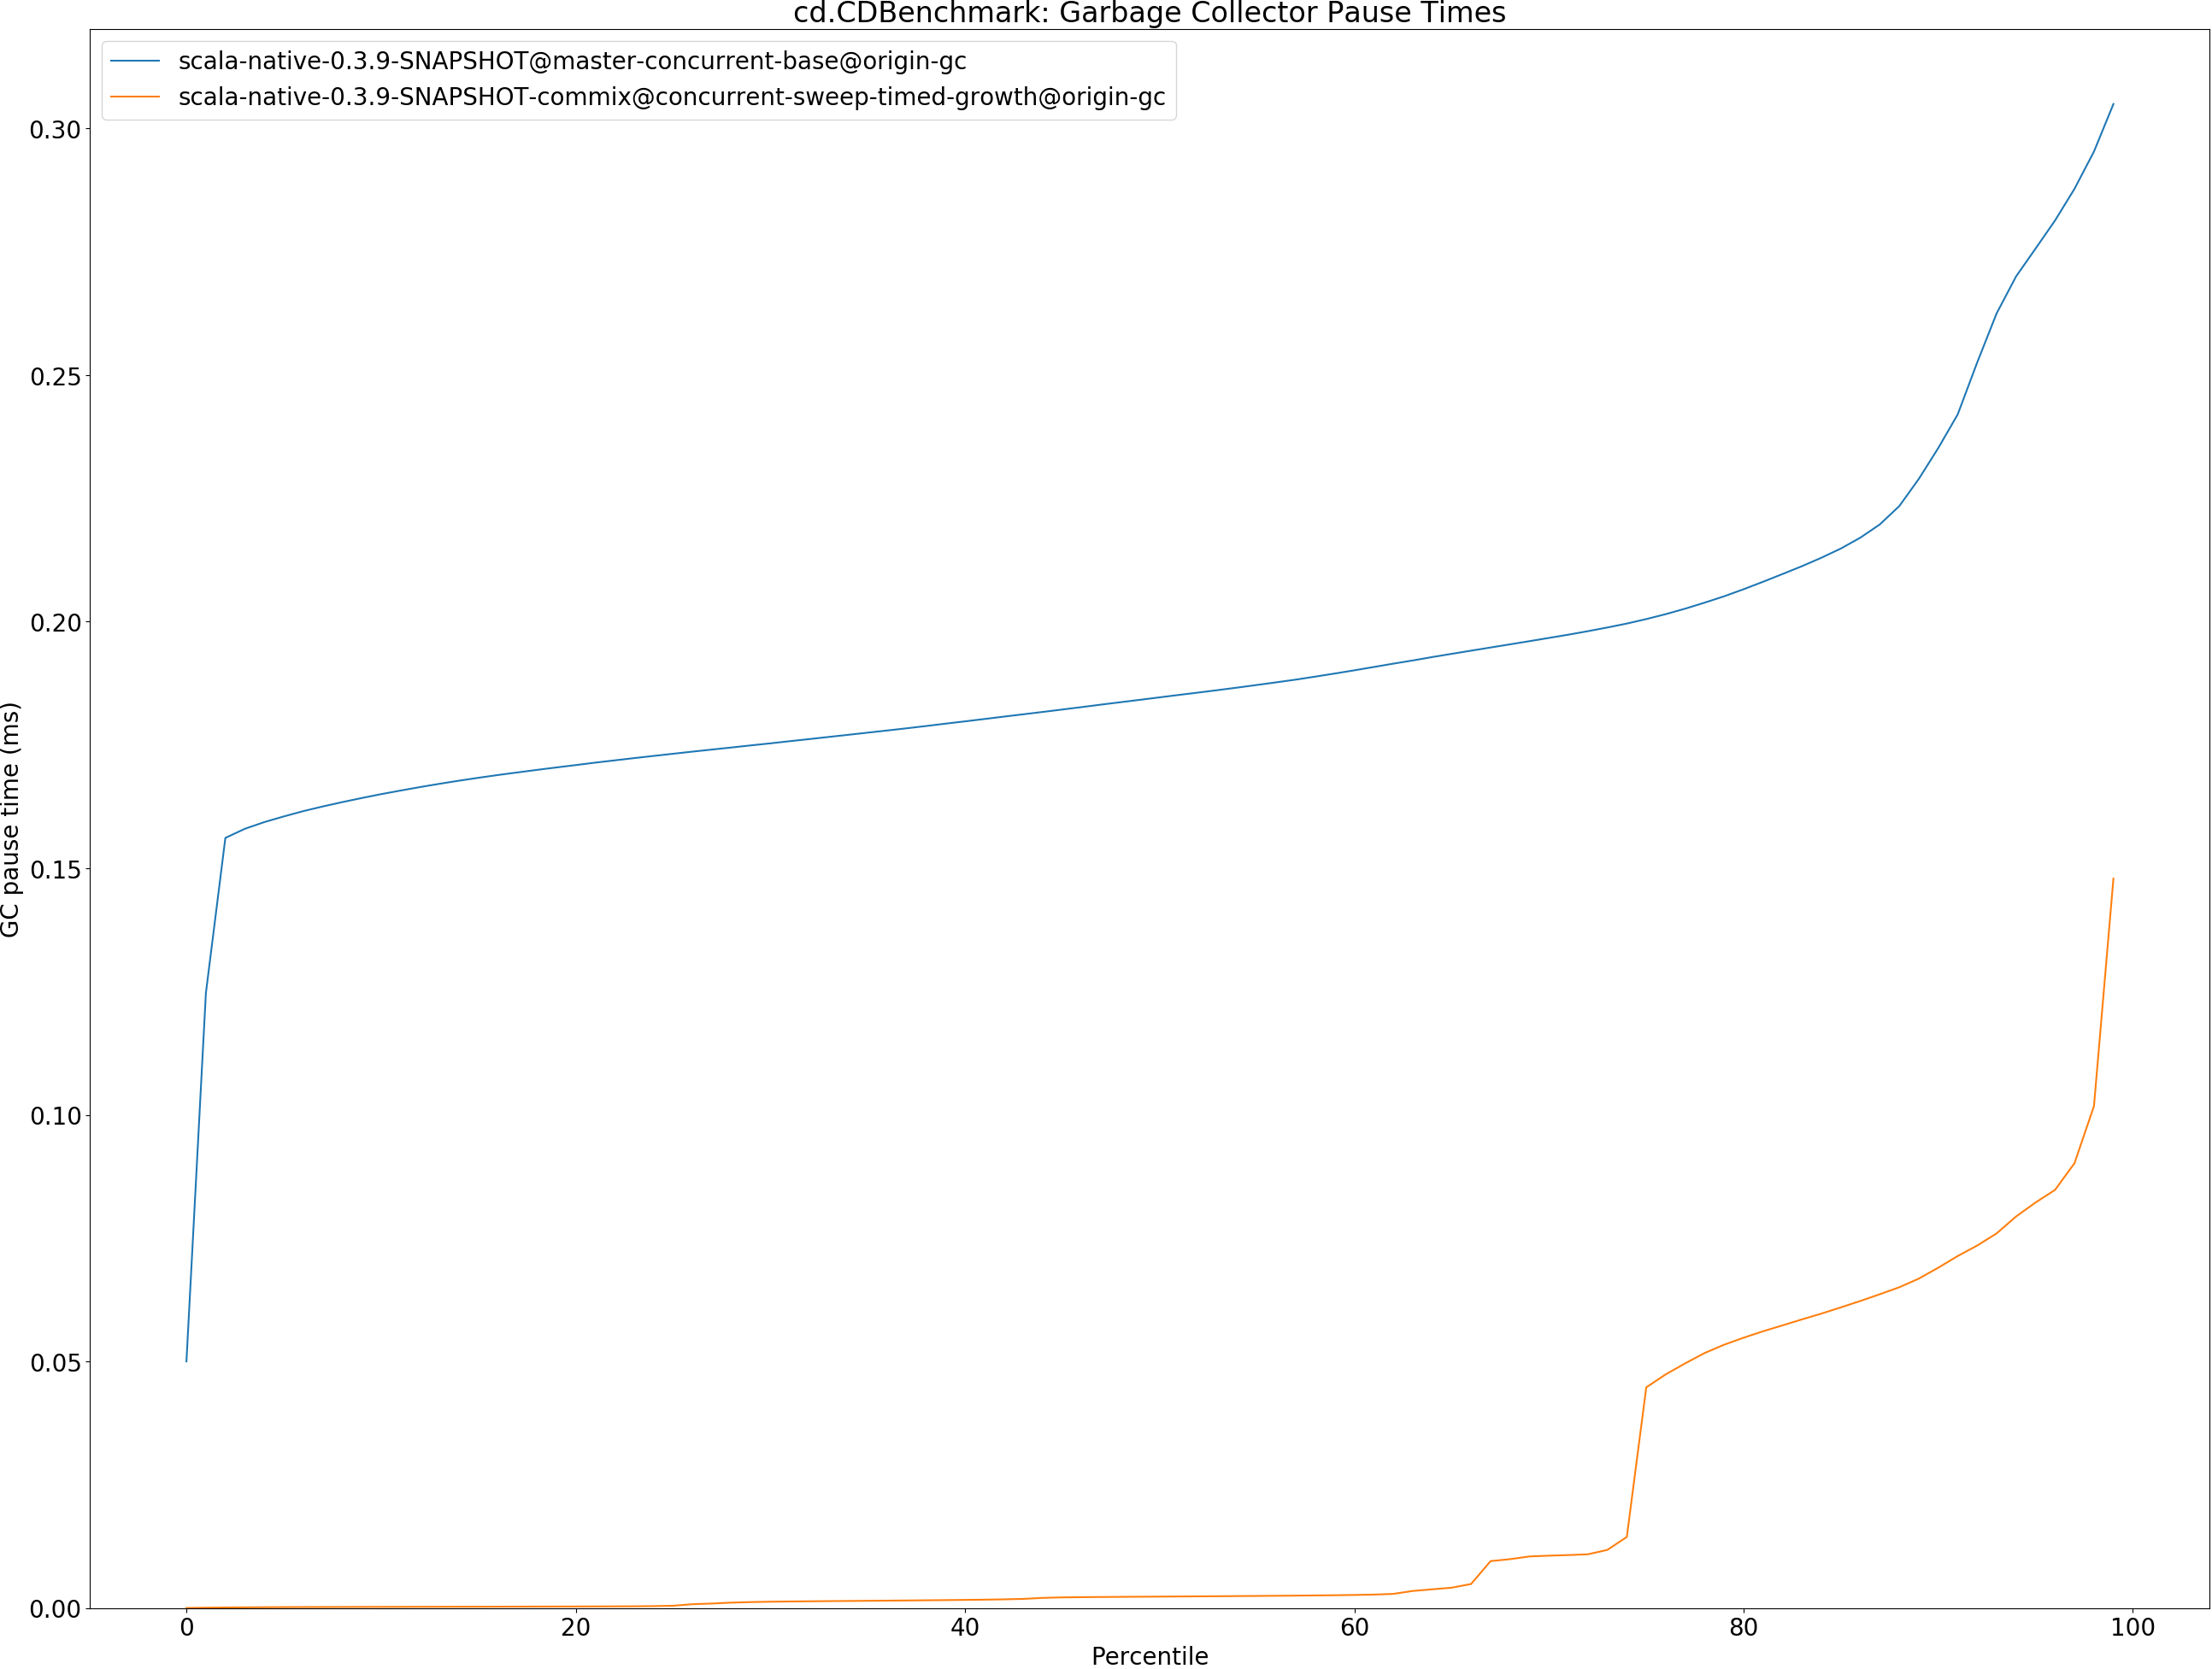 cd.CDBenchmark: Garbage Collector Pause Times
scala-native-0.3.9-SNAPSHOT@master-concurrent-base@origin-gc
scala-native-0.3.9-SNAPSHOT-commix@concurrent-sweep-timed-growth@origin-gc
0.30
0.25
0.20
0.15
0.10
0.05
0.00
GC pause time (ms)
0 20 40 60 80 100
Percentile